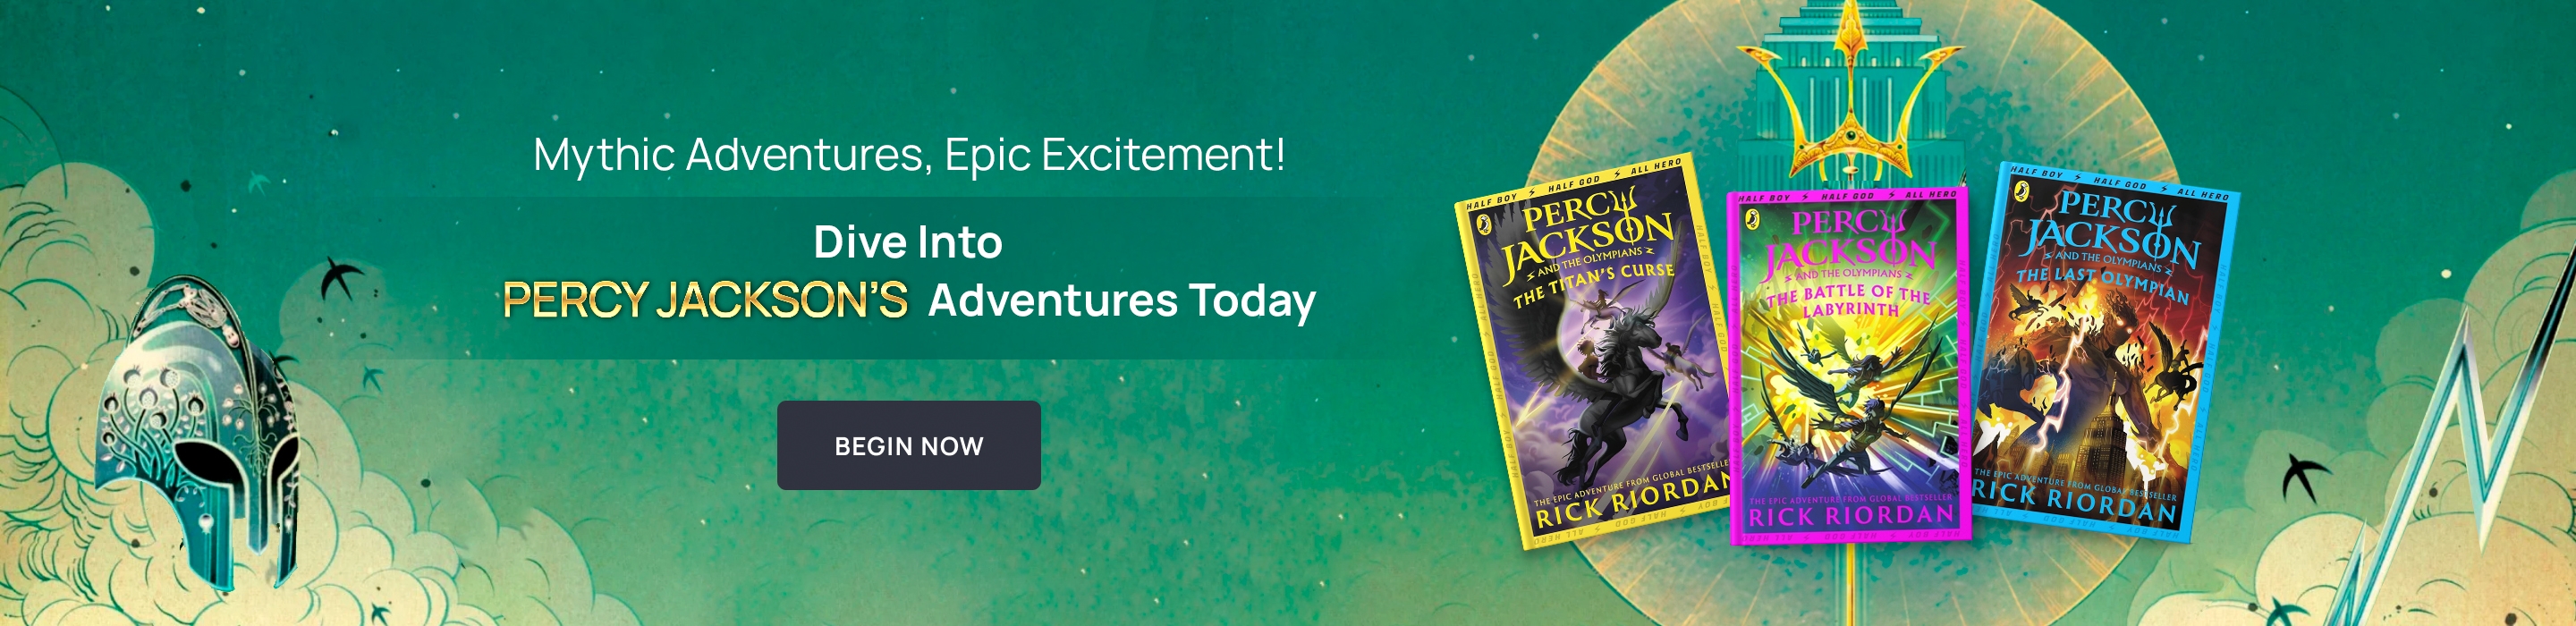 Mythic Adventures, Epic Excitement!
Dive Into
PERCY JACKSON'S Adventures Today
BEGIN NOW
HALF BOY HALF GOD ALL HERO
PERCY
JACKSON
AND THE OLYMPIANS
THE TITAN'S CURSE
THE EPIC ADVENTURE FROM GLOBAL BESTSELLER
RICK RIORDAN
HALF BOY HALF GOD ALL HERO
PERCY
JACKSON
AND THE OLYMPIANS
THE BATTLE OF THE
LABYRINTH
THE EPIC ADVENTURE FROM GLOBAL BESTSELLER
RICK RIORDAN
HALF BOY HALF GOD ALL HERO
PERCY
JACKSON
AND THE OLYMPIANS
THE LAST OLYMPIAN
THE EPIC ADVENTURE FROM GLOBAL BESTSELLER
RICK RIORDAN